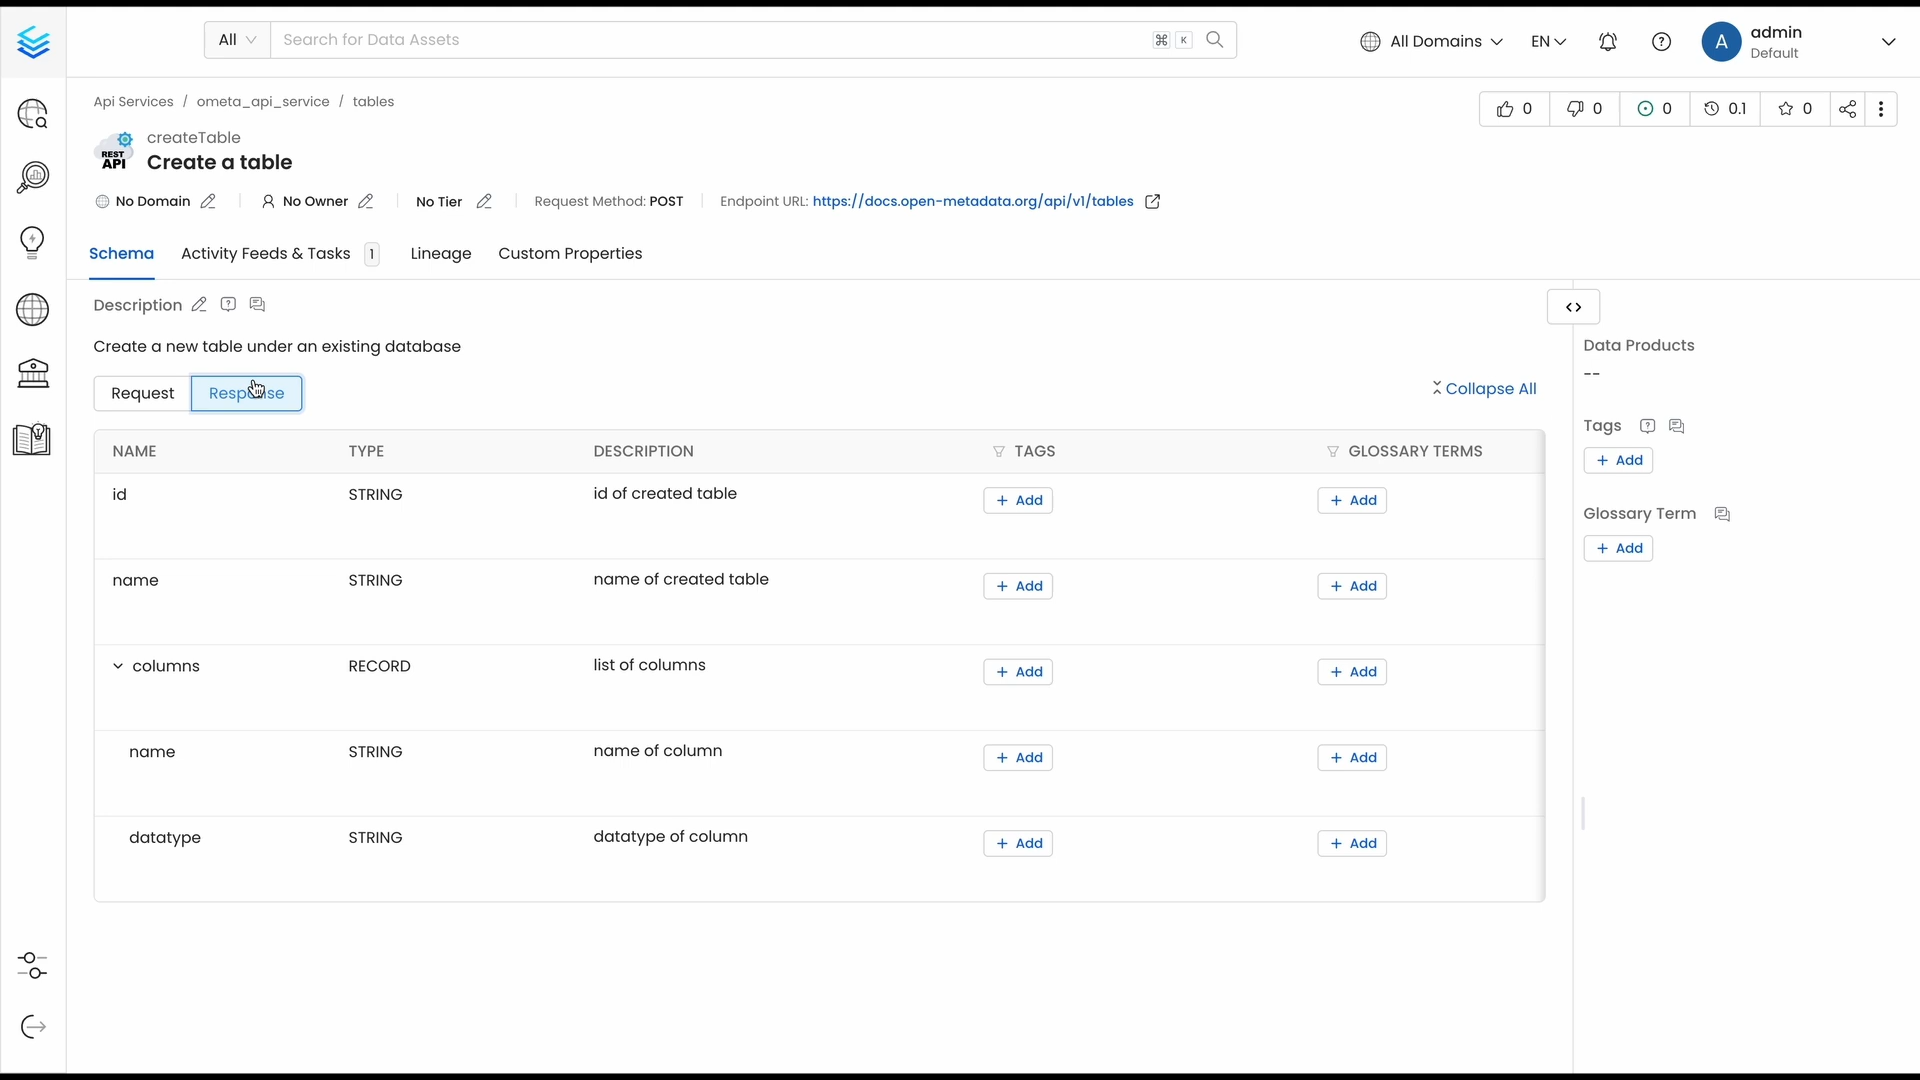 All
Search for Data Assets
⌘ K
All Domains
EN
A
admin
Default
Api Services / ometa_api_service / tables
0 0 0 0.1 0
REST
API
createTable
Create a table
No Domain
No Owner
No Tier
Request Method: POST
Endpoint URL: https://docs.open-metadata.org/api/v1/tables
Schema
Activity Feeds & Tasks 1
Lineage
Custom Properties
Description
Create a new table under an existing database
Request
Response
Collapse All
NAME TYPE DESCRIPTION TAGS GLOSSARY TERMS
id STRING id of created table + Add + Add
name STRING name of created table + Add + Add
columns RECORD list of columns + Add + Add
name STRING name of column + Add + Add
datatype STRING datatype of column + Add + Add
Data Products
--
Tags
+ Add
Glossary Term
+ Add